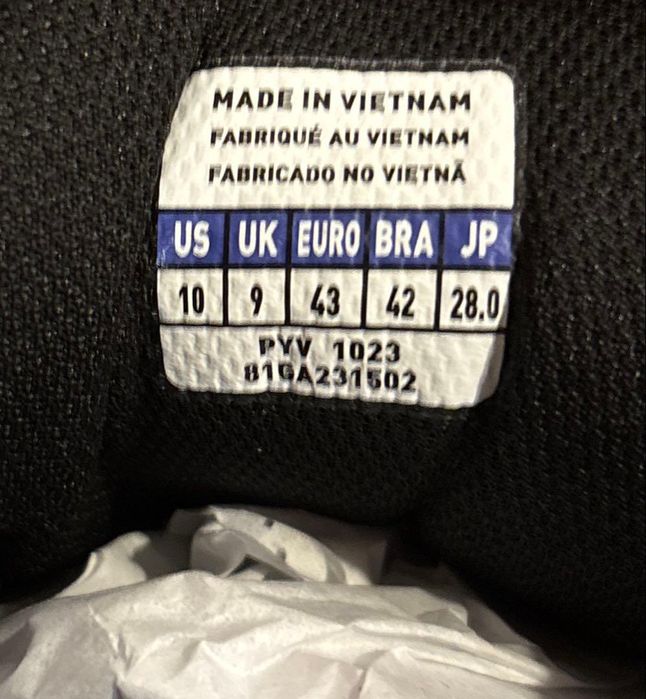 MADE IN VIETNAM
FABRIQUÉ AU VIETNAM
FABRICADO NO VIETNÃ
US UK EURO BRA JP
10 9 43 42 28.0
PYV 1023
81GA231502